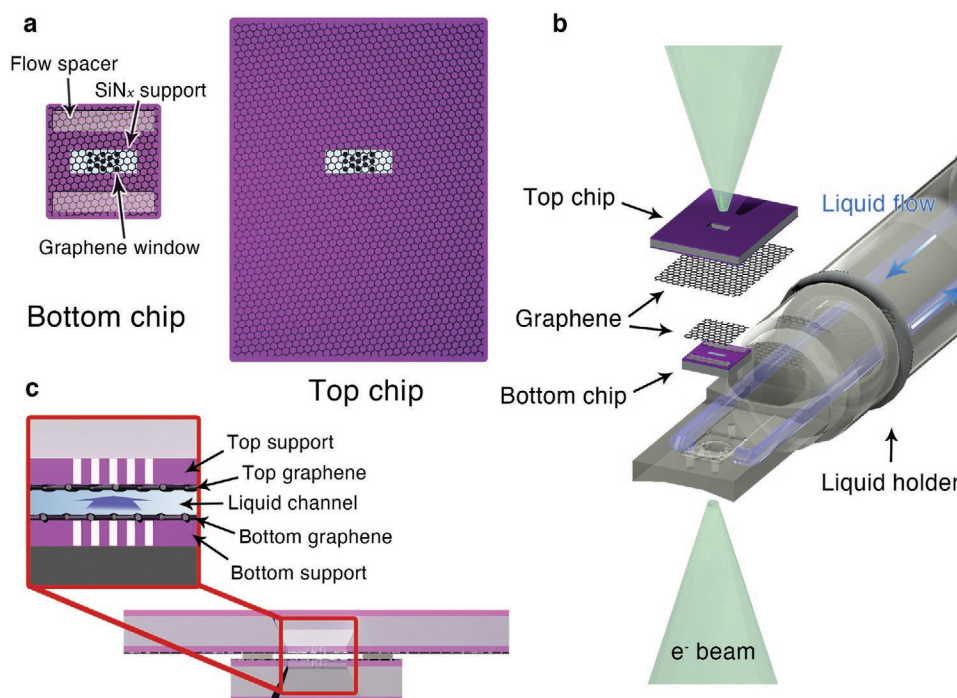 a
Flow spacer
SiNx support
Graphene window
Bottom chip
Top chip
b
Top chip
Liquid flow
Graphene
Bottom chip
Liquid holder
e- beam
c
Top support
Top graphene
Liquid channel
Bottom graphene
Bottom support